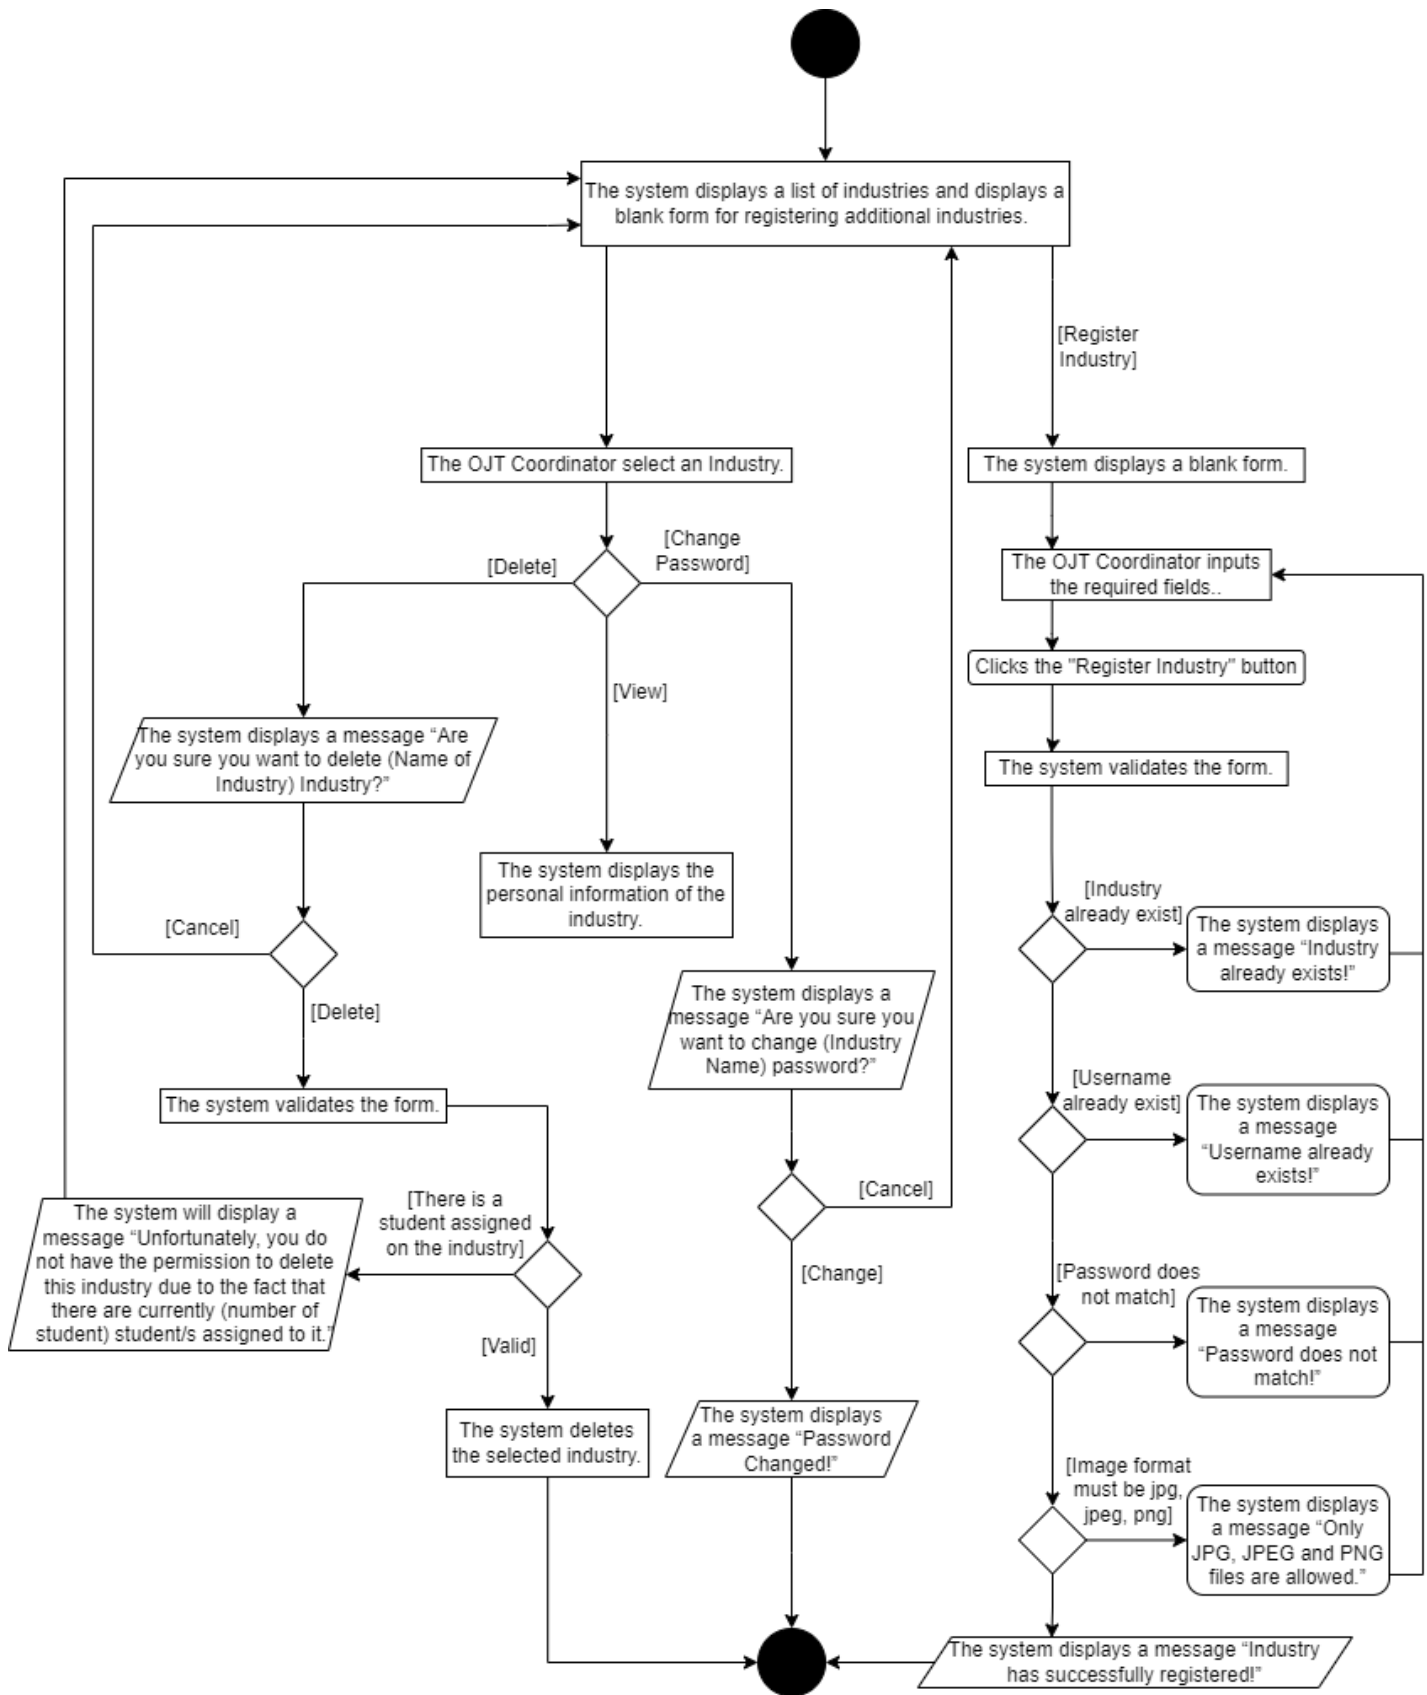 The system displays a list of industries and displays a
blank form for registering additional industries.
[Register
Industry]
The OJT Coordinator select an Industry.
The system displays a blank form.
[Delete]
[Change
Password]
The OJT Coordinator inputs
the required fields..
[View]
Clicks the "Register Industry" button
The system displays a message “Are
you sure you want to delete (Name of
Industry) Industry?”
The system validates the form.
The system displays the
personal information of the
industry.
[Industry
already exist]
The system displays
a message “Industry
already exists!”
[Cancel]
[Delete]
The system displays a
message “Are you sure you
want to change (Industry
Name) password?”
The system validates the form.
[Username
already exist]
The system displays
a message
“Username already
exists!”
[Cancel]
[There is a
student assigned
on the industry]
The system will display a
message “Unfortunately, you do
not have the permission to delete
this industry due to the fact that
there are currently (number of
student) student/s assigned to it.”
[Change]
[Password does
not match]
The system displays
a message
“Password does not
match!”
[Valid]
The system deletes
the selected industry.
The system displays
a message “Password
Changed!”
[Image format
must be jpg,
jpeg, png]
The system displays
a message “Only
JPG, JPEG and PNG
files are allowed.”
The system displays a message “Industry
has successfully registered!”